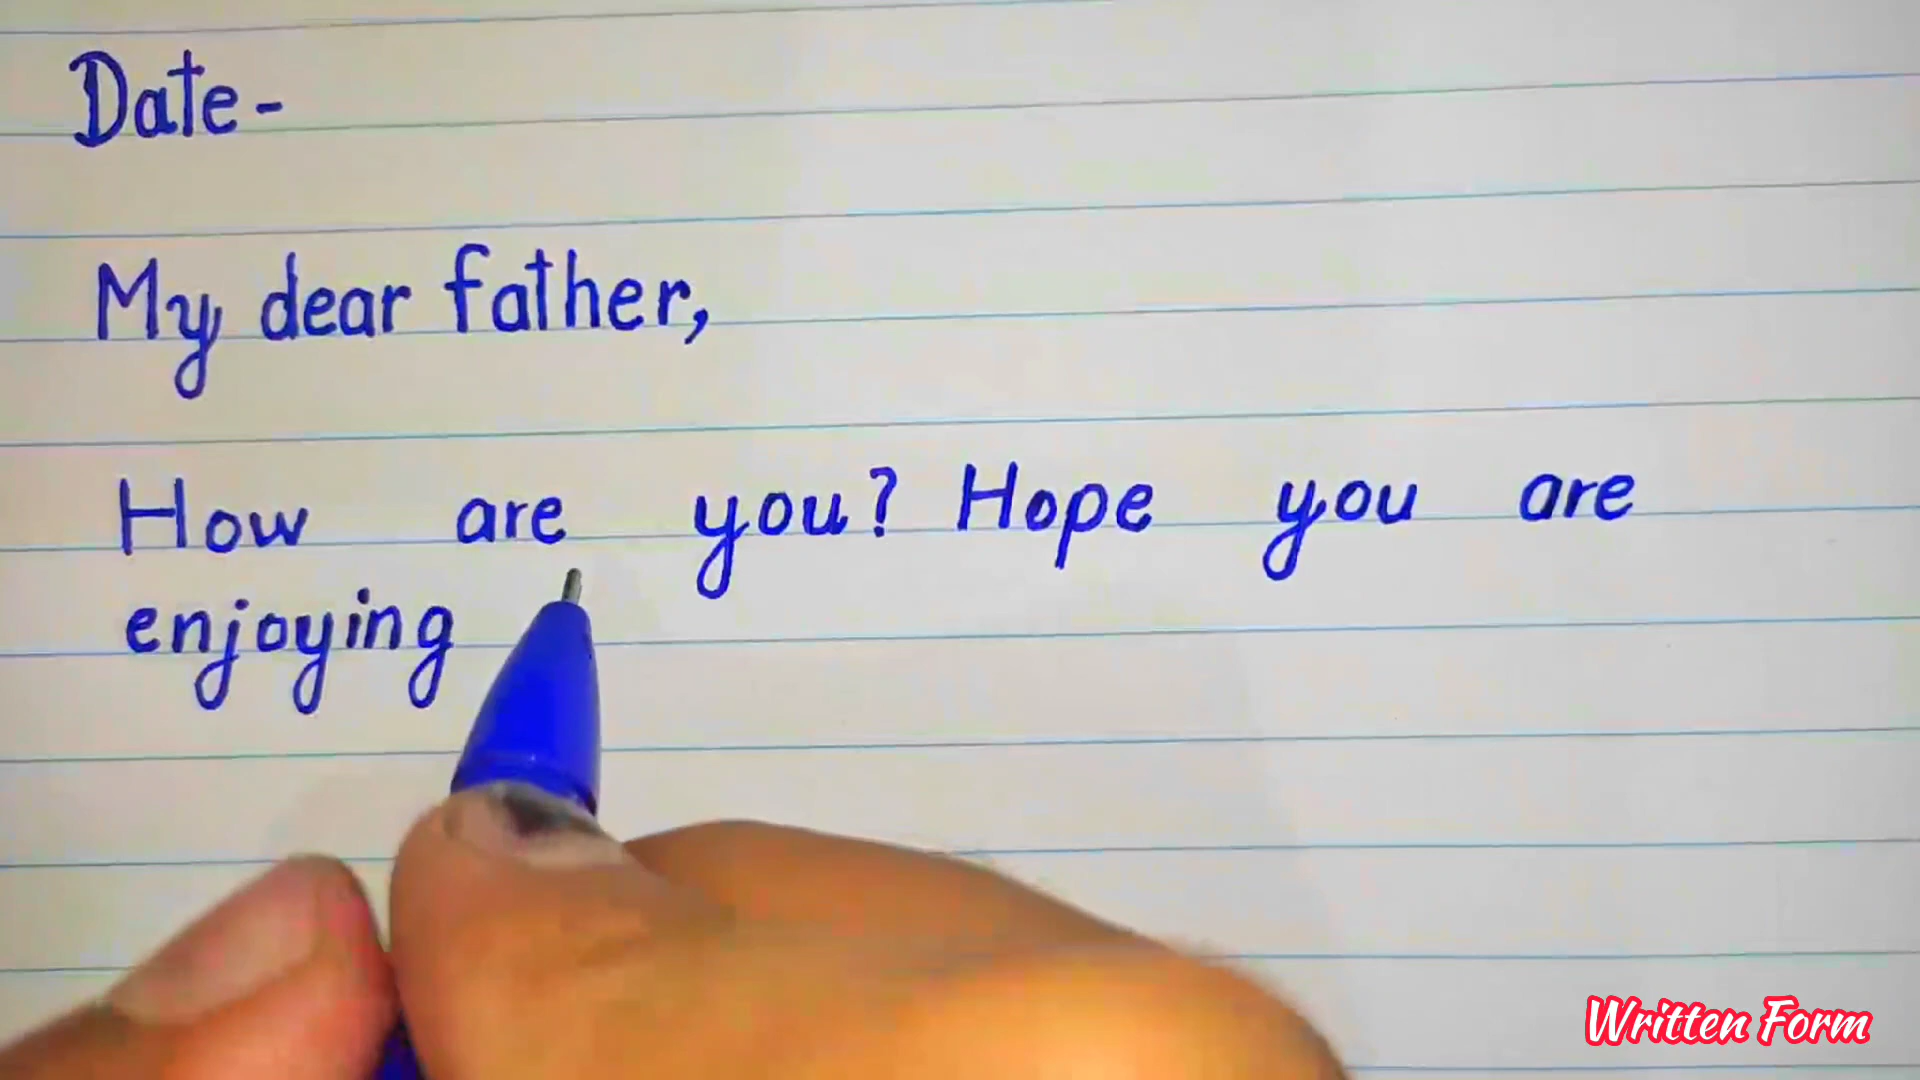 Date-
My dear father,
How are you? Hope you are
enjoying
Written Form